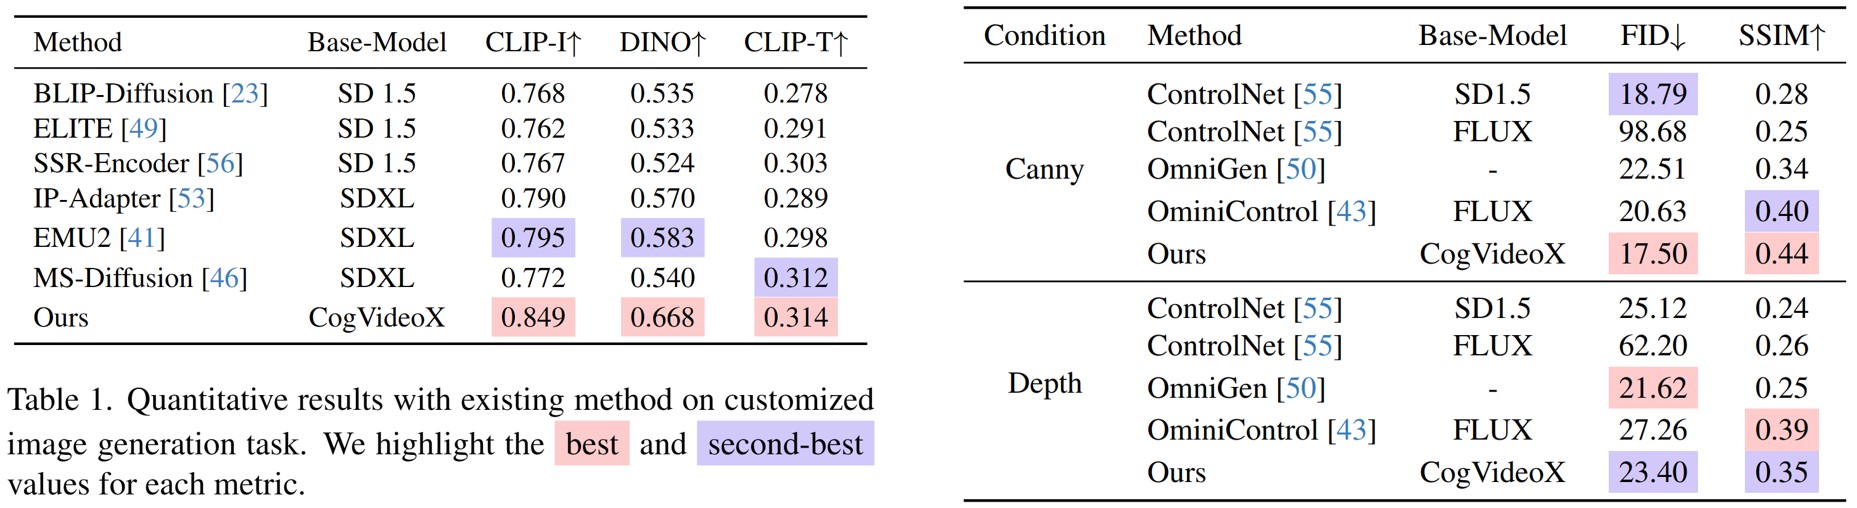 Method Base-Model CLIP-I↑ DINO↑ CLIP-T↑
BLIP-Diffusion [23] SD 1.5 0.768 0.535 0.278
ELITE [49] SD 1.5 0.762 0.533 0.291
SSR-Encoder [56] SD 1.5 0.767 0.524 0.303
IP-Adapter [53] SDXL 0.790 0.570 0.289
EMU2 [41] SDXL 0.795 0.583 0.298
MS-Diffusion [46] SDXL 0.772 0.540 0.312
Ours CogVideoX 0.849 0.668 0.314
Table 1. Quantitative results with existing method on customized
image generation task. We highlight the best and second-best
values for each metric.
Condition Method Base-Model FID↓ SSIM↑
ControlNet [55] SD1.5 18.79 0.28
ControlNet [55] FLUX 98.68 0.25
Canny OmniGen [50] - 22.51 0.34
OminiControl [43] FLUX 20.63 0.40
Ours CogVideoX 17.50 0.44
ControlNet [55] SD1.5 25.12 0.24
ControlNet [55] FLUX 62.20 0.26
Depth OmniGen [50] - 21.62 0.25
OminiControl [43] FLUX 27.26 0.39
Ours CogVideoX 23.40 0.35